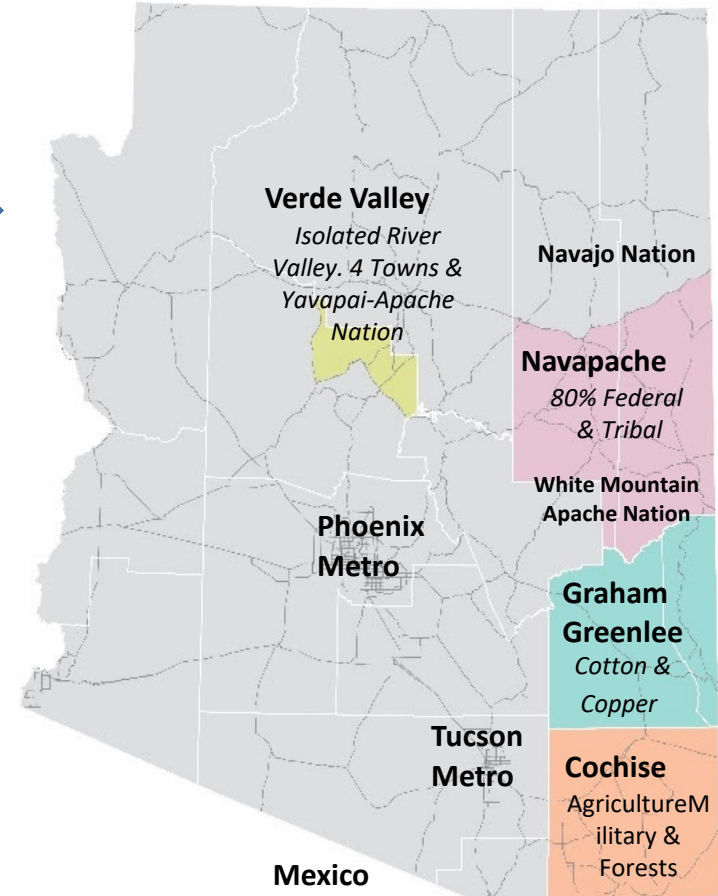 Verde Valley
Isolated River
Valley. 4 Towns &
Yavapai-Apache
Nation
Navajo Nation
Navapache
80% Federal
& Tribal
White Mountain
Apache Nation
Phoenix
Metro
Graham
Greenlee
Cotton &
Copper
Tucson
Metro
Cochise
AgricultureM
ilitary &
Forests
Mexico